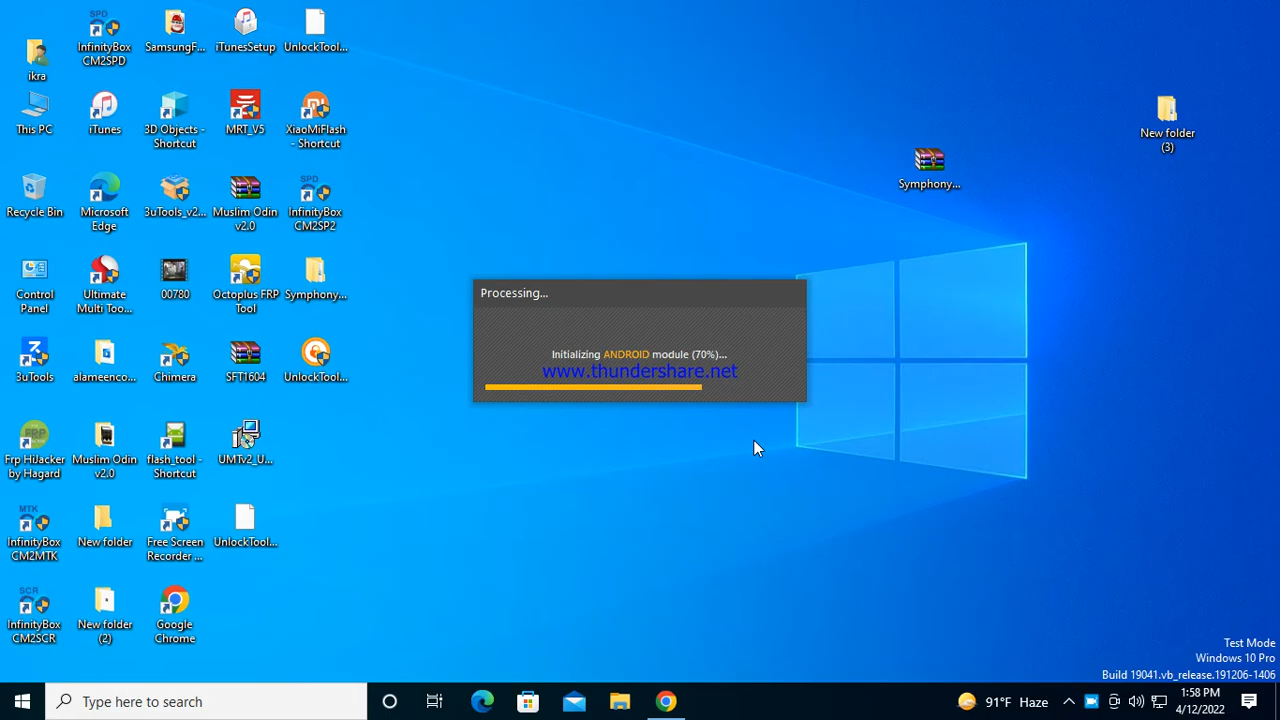 ikra
SPD
InfinityBox
CM2SPD
SamsungF...
iTunesSetup
UnlockTool...
This PC
iTunes
3D Objects -
Shortcut
MRT_V5
XiaoMiFlash
- Shortcut
Recycle Bin
Microsoft
Edge
3uTools_v2...
Muslim Odin
v2.0
SPD
InfinityBox
CM2SP2
Control
Panel
Ultimate
Multi Too...
00780
Octoplus FRP
Tool
Symphony...
3uTools
alameenco...
Chimera
SFT1604
UnlockTool...
FRP
Frp HiJacker
by Hagard
Muslim Odin
v2.0
flash_tool -
Shortcut
UMTv2_U...
MTK
InfinityBox
CM2MTK
New folder
Free Screen
Recorder ...
UnlockTool...
SCR
InfinityBox
CM2SCR
New folder
(2)
Google
Chrome
Symphony...
New folder
(3)
Processing...
Initializing ANDROID module (70%)...
www.thundershare.net
Test Mode
Windows 10 Pro
Build 19041.vb_release.191206-1406
Type here to search
91°F Haze
1:58 PM
4/12/2022